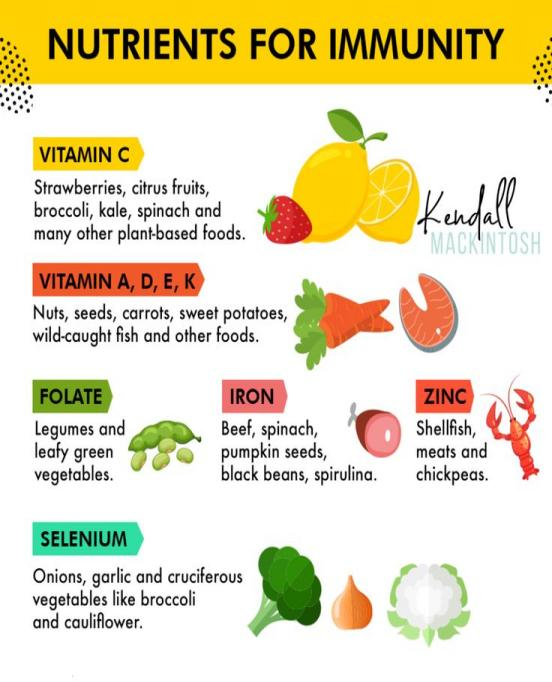 NUTRIENTS FOR IMMUNITY
VITAMIN C
Strawberries, citrus fruits,
broccoli, kale, spinach and
many other plant-based foods.
Kendall
MACKINTOSH
VITAMIN A, D, E, K
Nuts, seeds, carrots, sweet potatoes,
wild-caught fish and other foods.
FOLATE
Legumes and
leafy green
vegetables.
IRON
Beef, spinach,
pumpkin seeds,
black beans, spirulina.
ZINC
Shellfish,
meats and
chickpeas.
SELENIUM
Onions, garlic and cruciferous
vegetables like broccoli
and cauliflower.